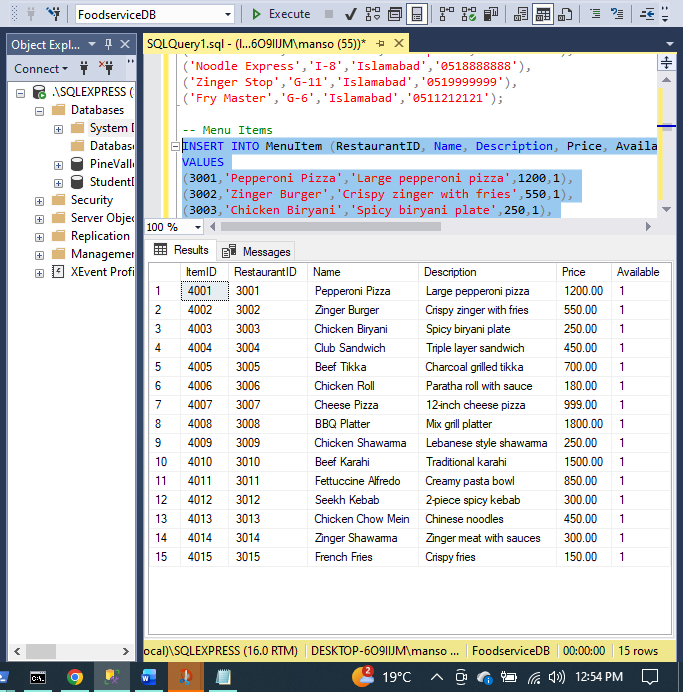 FoodserviceDB Execute
Object Expl...
SQLQuery1.sql - (l...6O9IIJM\manso (55))*
Connect
.\SQLEXPRESS (
Databases
System D
Databas
PineVall
StudentD
Security
Server Objec
Replication
Managemen
XEvent Profi
('Noodle Express','I-8','Islamabad','0518888888'),
('Zinger Stop','G-11','Islamabad','0519999999'),
('Fry Master','G-6','Islamabad','0511212121');
-- Menu Items
INSERT INTO MenuItem (RestaurantID, Name, Description, Price, Availa
VALUES
(3001,'Pepperoni Pizza','Large pepperoni pizza',1200,1),
(3002,'Zinger Burger','Crispy zinger with fries',550,1),
(3003,'Chicken Biryani','Spicy biryani plate',250,1),
100 %
Results Messages
ItemID RestaurantID Name Description Price Available
1 4001 3001 Pepperoni Pizza Large pepperoni pizza 1200.00 1
2 4002 3002 Zinger Burger Crispy zinger with fries 550.00 1
3 4003 3003 Chicken Biryani Spicy biryani plate 250.00 1
4 4004 3004 Club Sandwich Triple layer sandwich 450.00 1
5 4005 3005 Beef Tikka Charcoal grilled tikka 700.00 1
6 4006 3006 Chicken Roll Paratha roll with sauce 180.00 1
7 4007 3007 Cheese Pizza 12-inch cheese pizza 999.00 1
8 4008 3008 BBQ Platter Mix grill platter 1800.00 1
9 4009 3009 Chicken Shawarma Lebanese style shawarma 250.00 1
10 4010 3010 Beef Karahi Traditional karahi 1500.00 1
11 4011 3011 Fettuccine Alfredo Creamy pasta bowl 850.00 1
12 4012 3012 Seekh Kebab 2-piece spicy kebab 300.00 1
13 4013 3013 Chicken Chow Mein Chinese noodles 450.00 1
14 4014 3014 Zinger Shawarma Zinger meat with sauces 300.00 1
15 4015 3015 French Fries Crispy fries 150.00 1
ocal)\SQLEXPRESS (16.0 RTM) DESKTOP-6O9IIJM\manso ... FoodserviceDB 00:00:00 15 rows
2 19°C 12:54 PM